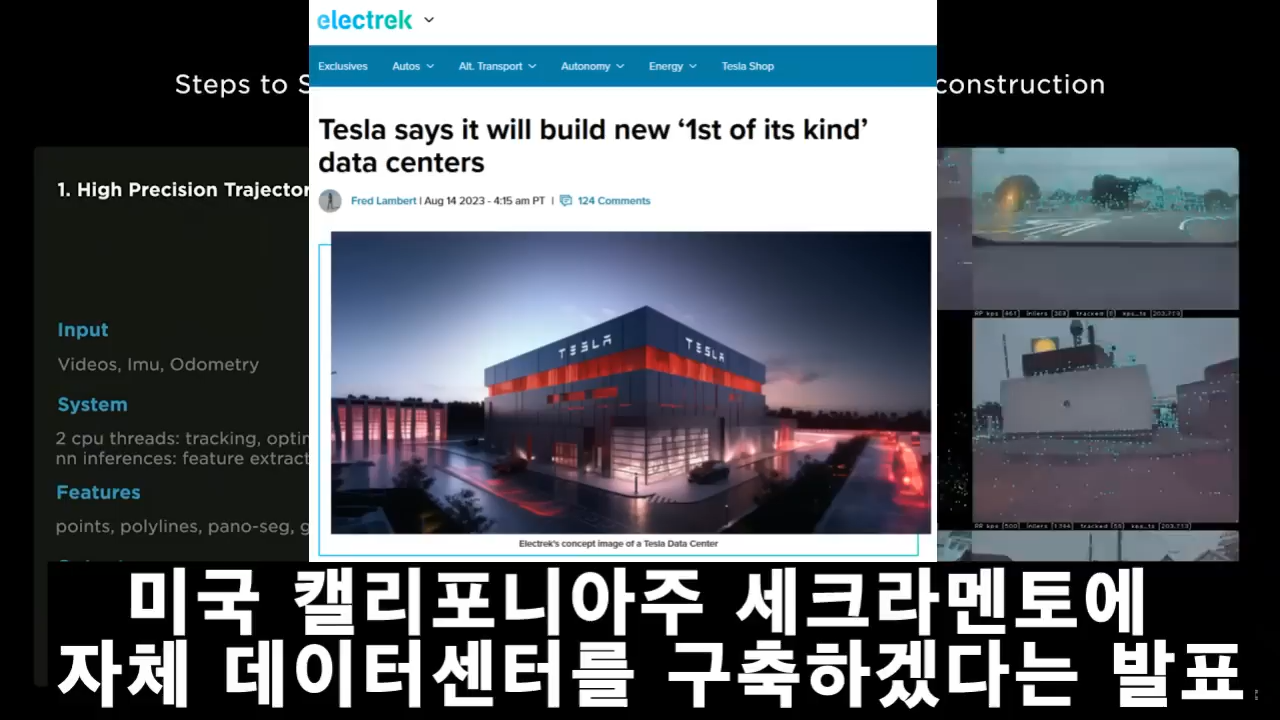 electrek
Exclusives Autos Alt. Transport Autonomy Energy Tesla Shop
Steps to S
construction
Tesla says it will build new ‘1st of its kind’
data centers
Fred Lambert | Aug 14 2023 - 4:15 am PT | 124 Comments
1. High Precision Trajector
TESLA TESLA
Input
Videos, Imu, Odometry
System
2 cpu threads: tracking, optim
nn inferences: feature extract
Features
points, polylines, pano-seg, g
Electrek's concept image of a Tesla Data Center
미국 캘리포니아주 세크라멘토에
자체 데이터센터를 구축하겠다는 발표